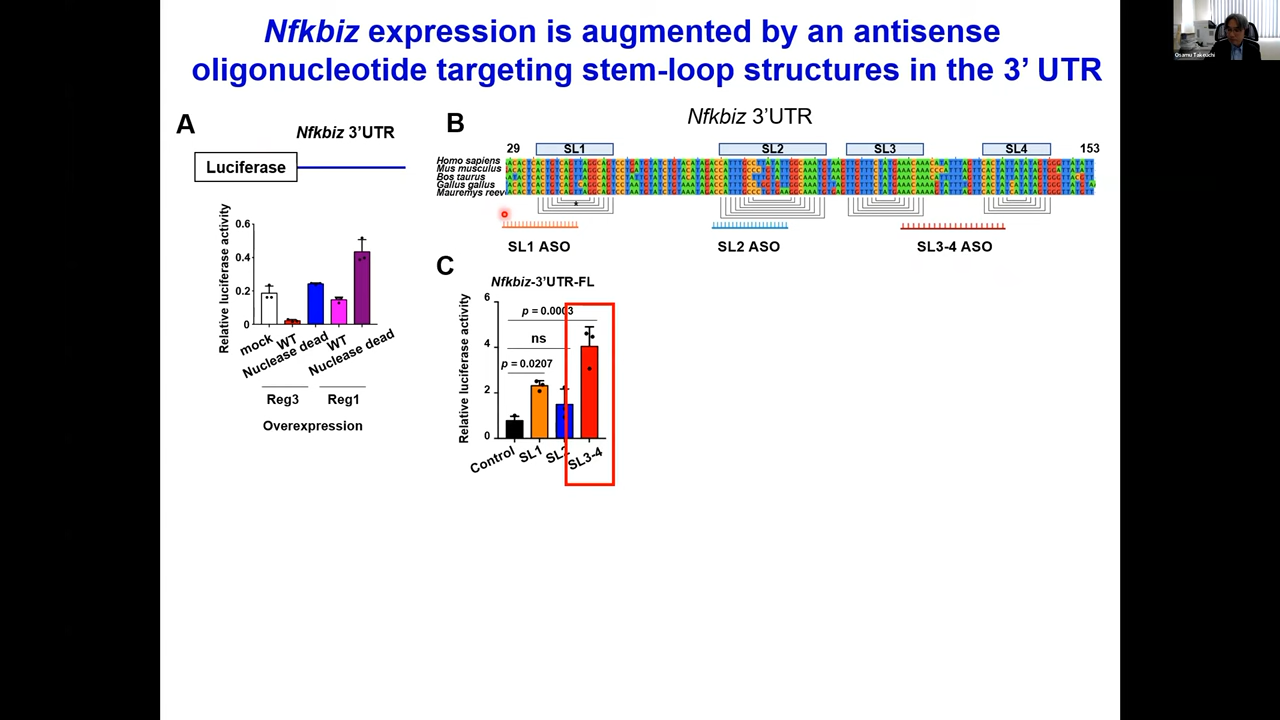 Nfkbiz expression is augmented by an antisense
oligonucleotide targeting stem-loop structures in the 3’ UTR
Osamu Takeuchi
A
Nfkbiz 3’UTR
Luciferase
Relative luciferase activity
0.6
0.4
0.2
0
mock
WT
Nuclease dead
WT
Nuclease dead
Reg3
Reg1
Overexpression
B
Nfkbiz 3’UTR
29
SL1
SL2
SL3
SL4
153
Homo sapiens
Mus musculus
Bos taurus
Gallus gallus
Mauremys reev
*
SL1 ASO
SL2 ASO
SL3-4 ASO
C
Nfkbiz-3’UTR-FL
Relative luciferase activity
6
4
2
0
p = 0.0003
ns
p = 0.0207
Control
SL1
SL2
SL3-4